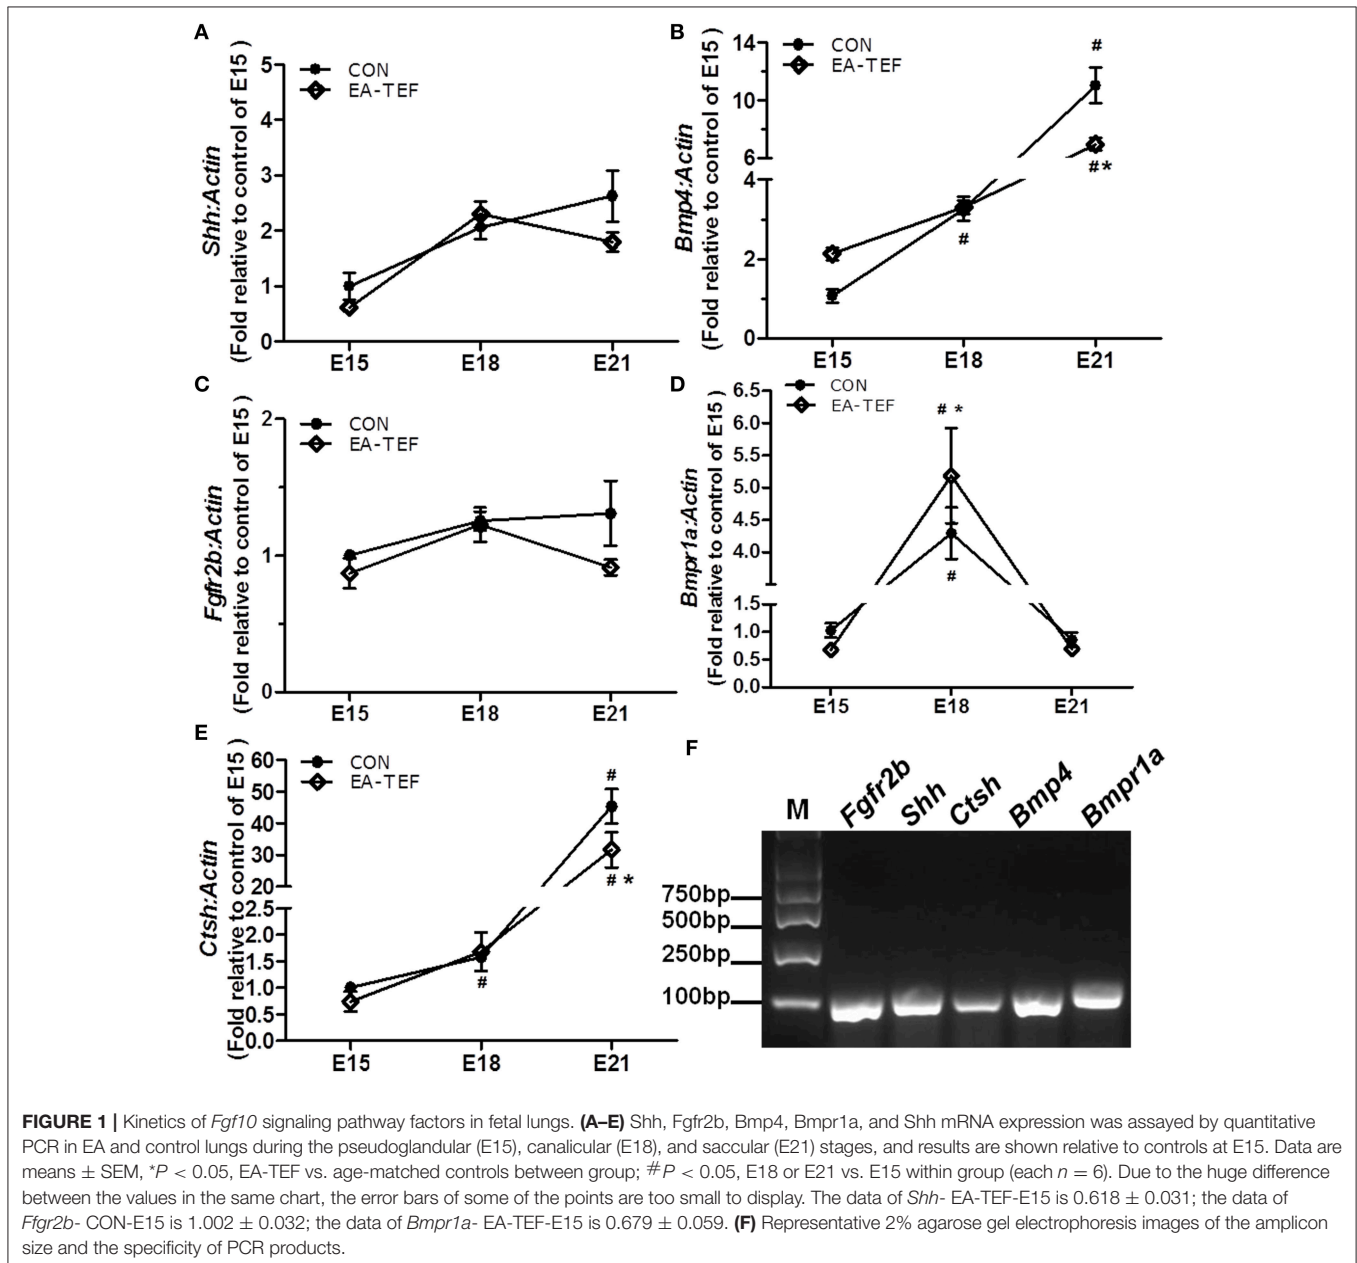 A
Shh:Actin
(Fold relative to control of E15 )
5
4
3
2
1
0
CON
EA-TEF
E15 E18 E21
B
Bmp4:Actin
(Fold relative to control of E15 )
14
10
6
4
2
0
CON
EA-TEF
#
#*
#
E15 E18 E21
C
Fgfr2b:Actin
(Fold relative to control of E15 )
2
1
0
CON
EA-TEF
E15 E18 E21
D
Bmpr1a:Actin
(Fold relative to control of E15 )
6.5
6.0
5.5
5.0
4.5
4.0
1.5
1.0
0.5
0.0
CON
EA-TEF
# *
#
E15 E18 E21
E
Ctsh:Actin
(Fold relative to control of E15 )
60
50
40
30
20
2.5
2.0
1.5
1.0
0.5
0.0
CON
EA-TEF
#
# *
#
E15 E18 E21
F
M Fgfr2b Shh Ctsh Bmp4 Bmpr1a
750bp
500bp
250bp
100bp
FIGURE 1 | Kinetics of Fgf10 signaling pathway factors in fetal lungs. (A–E) Shh, Fgfr2b, Bmp4, Bmpr1a, and Shh mRNA expression was assayed by quantitative
PCR in EA and control lungs during the pseudoglandular (E15), canalicular (E18), and saccular (E21) stages, and results are shown relative to controls at E15. Data are
means ± SEM, *P < 0.05, EA-TEF vs. age-matched controls between group; #P < 0.05, E18 or E21 vs. E15 within group (each n = 6). Due to the huge difference
between the values in the same chart, the error bars of some of the points are too small to display. The data of Shh- EA-TEF-E15 is 0.618 ± 0.031; the data of
Ffgr2b- CON-E15 is 1.002 ± 0.032; the data of Bmpr1a- EA-TEF-E15 is 0.679 ± 0.059. (F) Representative 2% agarose gel electrophoresis images of the amplicon
size and the specificity of PCR products.